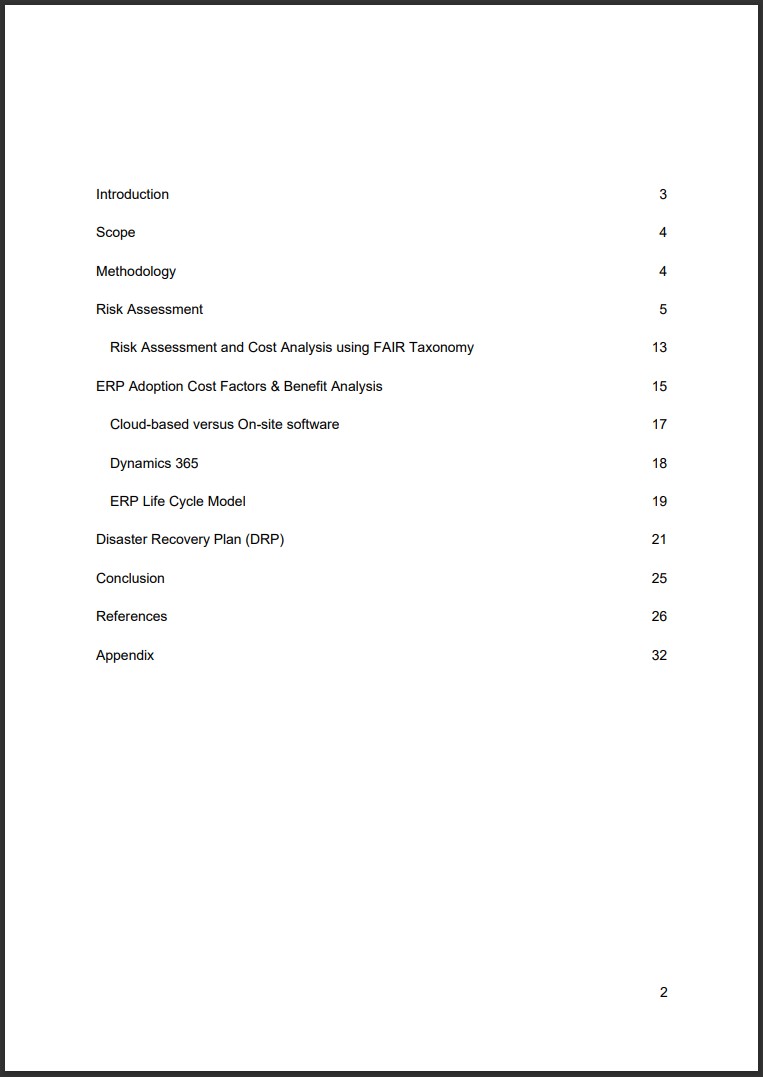 Introduction 3
Scope 4
Methodology 4
Risk Assessment 5
Risk Assessment and Cost Analysis using FAIR Taxonomy 13
ERP Adoption Cost Factors & Benefit Analysis 15
Cloud-based versus On-site software 17
Dynamics 365 18
ERP Life Cycle Model 19
Disaster Recovery Plan (DRP) 21
Conclusion 25
References 26
Appendix 32
2